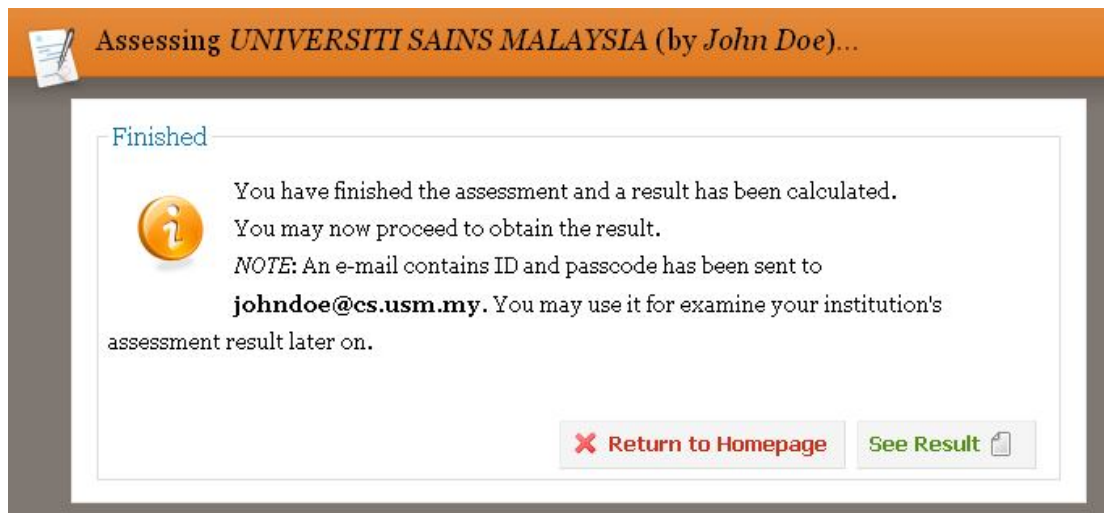 Assessing UNIVERSITI SAINS MALAYSIA (by John Doe)...
Finished
You have finished the assessment and a result has been calculated.
You may now proceed to obtain the result.
NOTE: An e-mail contains ID and passcode has been sent to
johndoe@cs.usm.my. You may use it for examine your institution's
assessment result later on.
Return to Homepage
See Result